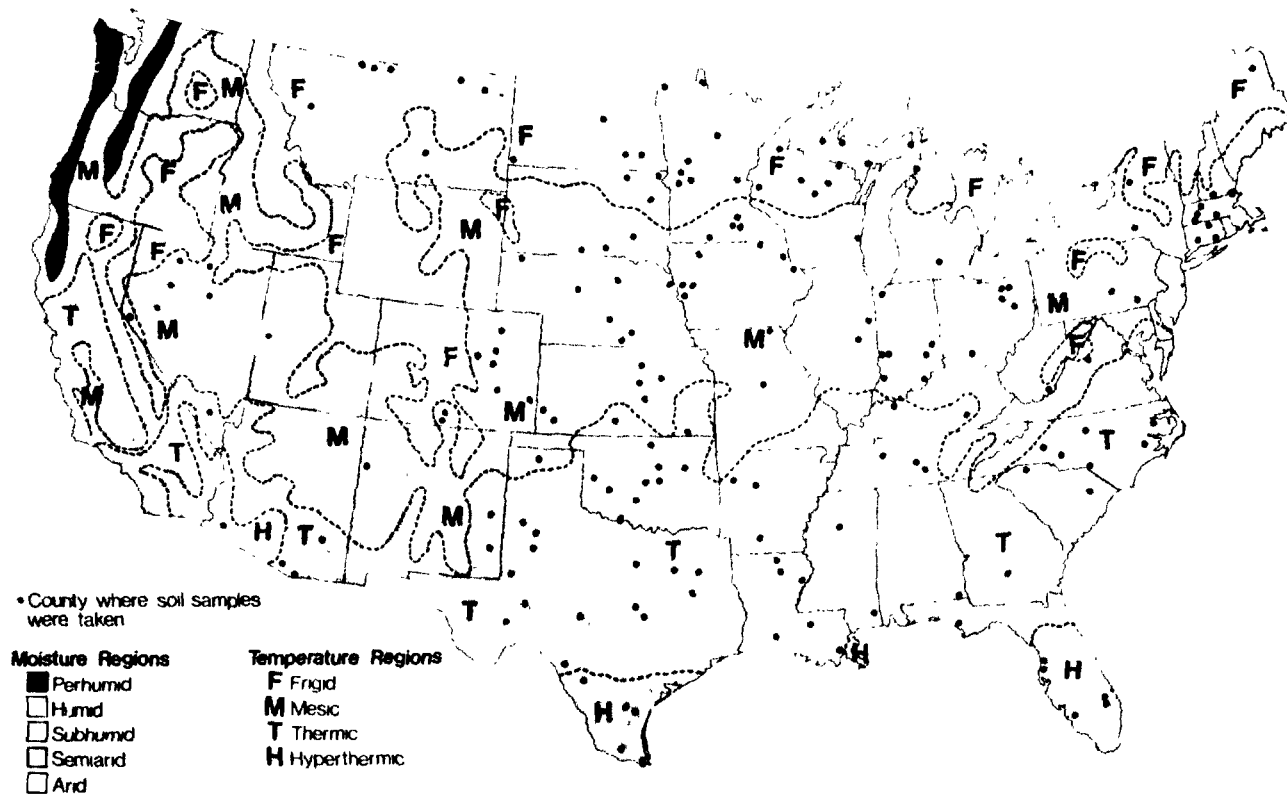 F M F
F
M F F F
F
M
M F
F
F F M F
T M M
M F
M M
T
M T
H T M T T
T
H
H
H
• County where soil samples
were taken
Moisture Regions
Perhumid
Humid
Subhumid
Semiarid
Arid
Temperature Regions
F Frigid
M Mesic
T Thermic
H Hyperthermic